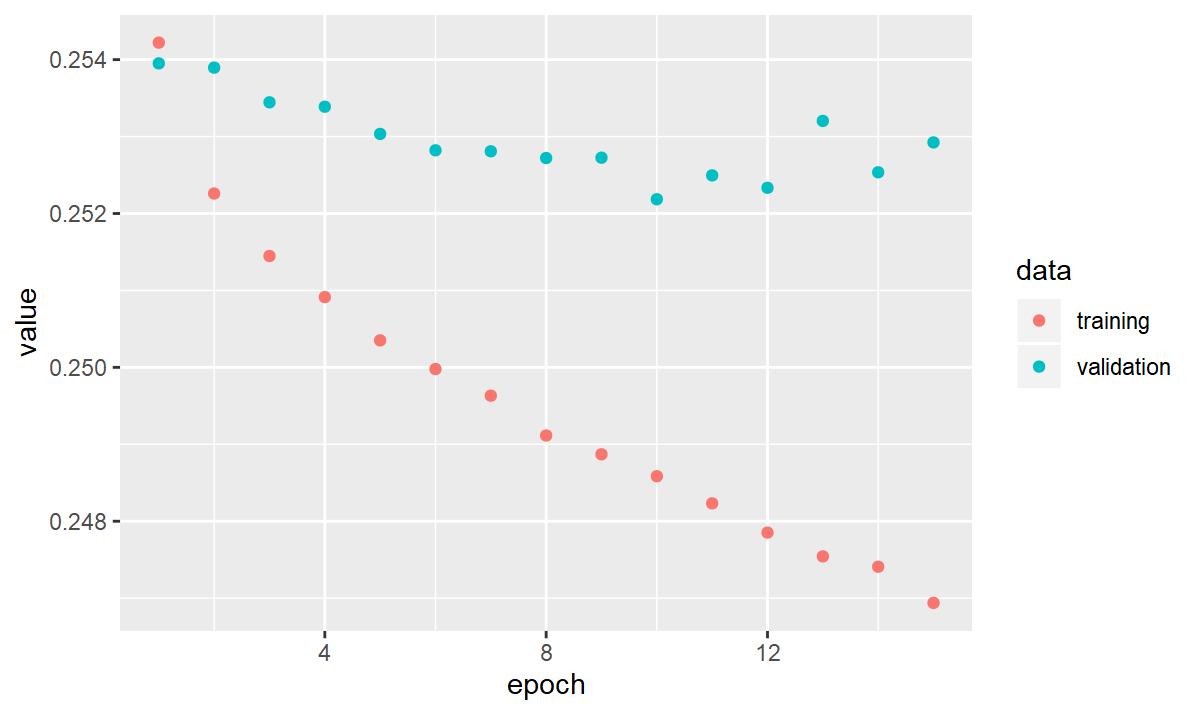 0.254
0.252
0.250
0.248
value
4 8 12
epoch
data
training
validation